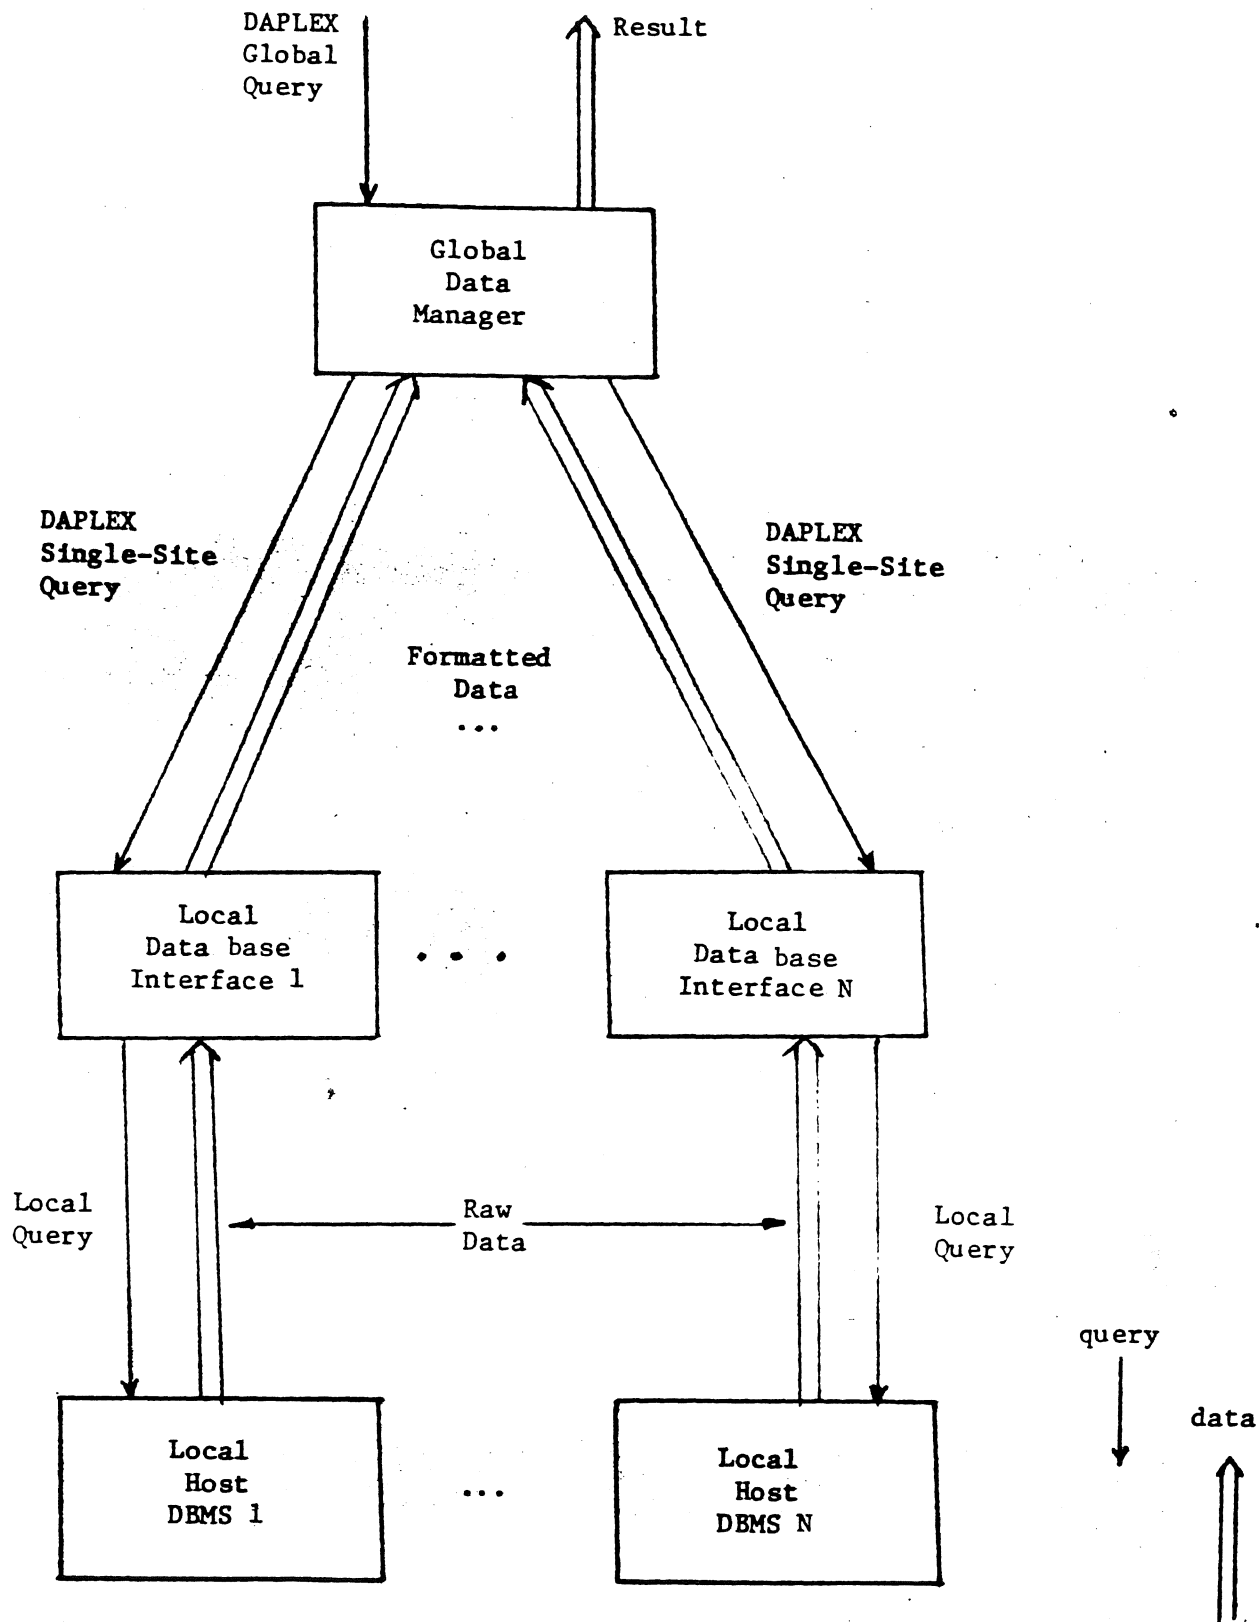 DAPLEX
Global
Query
Result
Global
Data
Manager
DAPLEX
Single-Site
Query
DAPLEX
Single-Site
Query
Formatted
Data
...
Local
Data base
Interface 1
. . .
Local
Data base
Interface N
Local
Query
Raw
Data
Local
Query
query
data
Local
Host
DBMS 1
...
Local
Host
DBMS N